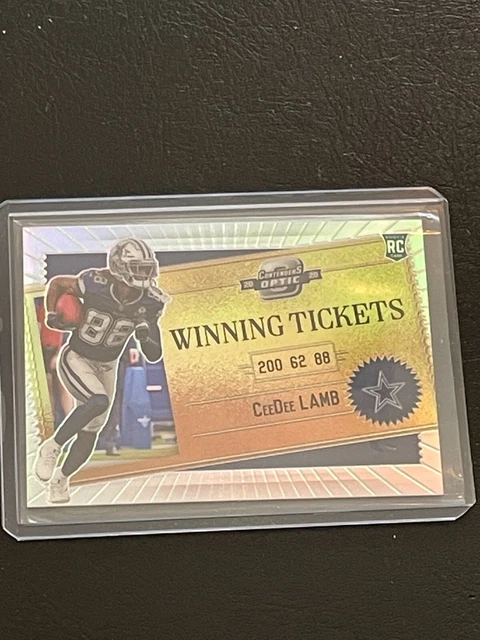 RC
CONTENDERS
20 OPTIC 20
WINNING TICKETS
200 62 88
CEEDEE LAMB
88